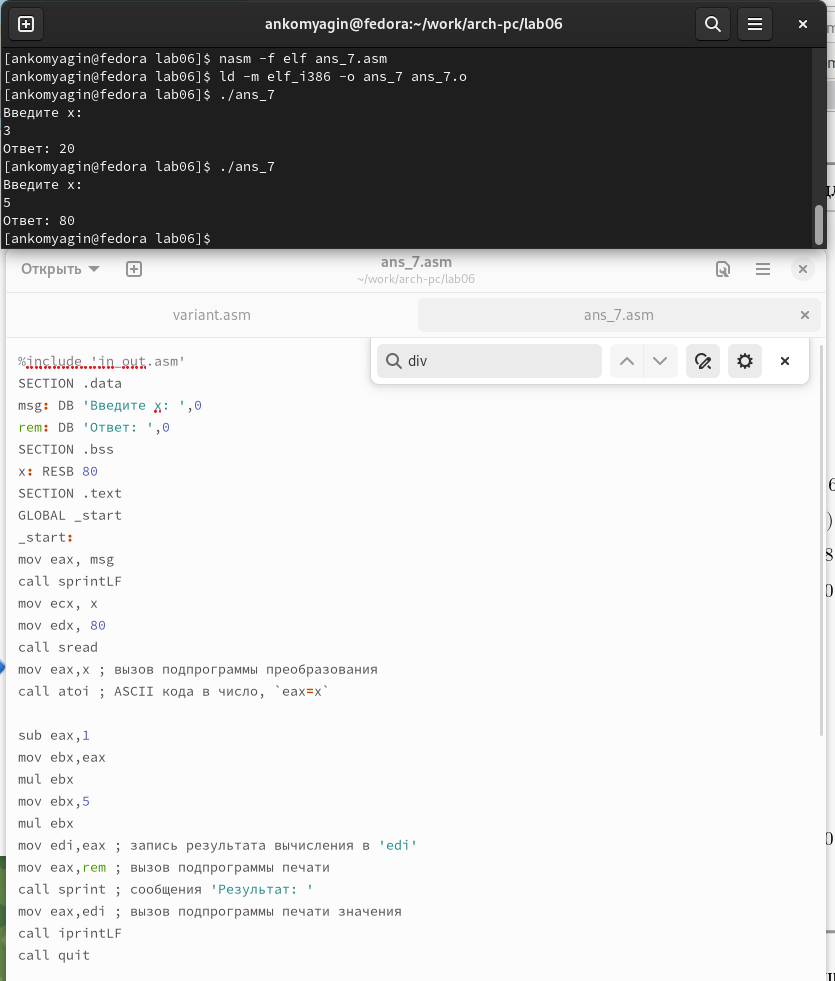 ankomyagin@fedora:~/work/arch-pc/lab06
[ankomyagin@fedora lab06]$ nasm -f elf ans_7.asm
[ankomyagin@fedora lab06]$ ld -m elf_i386 -o ans_7 ans_7.o
[ankomyagin@fedora lab06]$ ./ans_7
Введите x:
3
Ответ: 20
[ankomyagin@fedora lab06]$ ./ans_7
Введите x:
5
Ответ: 80
[ankomyagin@fedora lab06]$
Открыть
ans_7.asm
~/work/arch-pc/lab06
variant.asm
ans_7.asm
div
%include 'in_out.asm'
SECTION .data
msg: DB 'Введите x: ',0
rem: DB 'Ответ: ',0
SECTION .bss
x: RESB 80
SECTION .text
GLOBAL _start
_start:
mov eax, msg
call sprintLF
mov ecx, x
mov edx, 80
call sread
mov eax,x ; вызов подпрограммы преобразования
call atoi ; ASCII кода в число, `eax=x`
sub eax,1
mov ebx,eax
mul ebx
mov ebx,5
mul ebx
mov edi,eax ; запись результата вычисления в 'edi'
mov eax,rem ; вызов подпрограммы печати
call sprint ; сообщения 'Результат: '
mov eax,edi ; вызов подпрограммы печати значения
call iprintLF
call quit